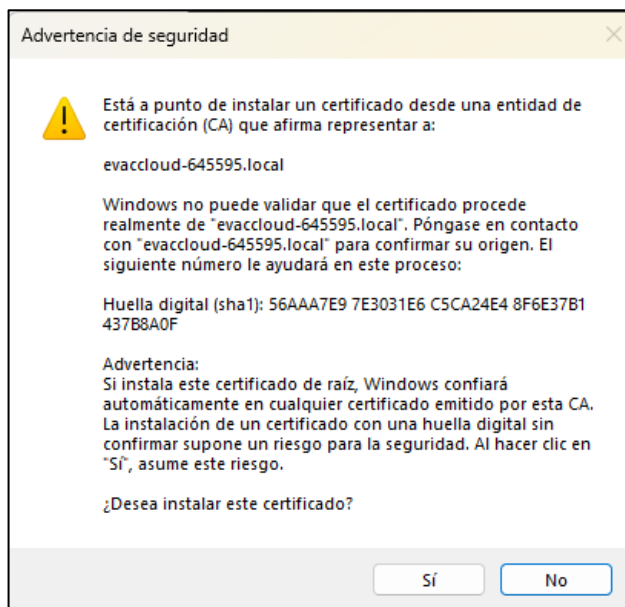 Advertencia de seguridad
Está a punto de instalar un certificado desde una entidad de
certificación (CA) que afirma representar a:
evaccloud-645595.local
Windows no puede validar que el certificado procede
realmente de "evaccloud-645595.local". Póngase en contacto
con "evaccloud-645595.local" para confirmar su origen. El
siguiente número le ayudará en este proceso:
Huella digital (sha1): 56AAA7E9 7E3031E6 C5CA24E4 8F6E37B1
437B8A0F
Advertencia:
Si instala este certificado de raíz, Windows confiará
automáticamente en cualquier certificado emitido por esta CA.
La instalación de un certificado con una huella digital sin
confirmar supone un riesgo para la seguridad. Al hacer clic en
"Sí", asume este riesgo.
¿Desea instalar este certificado?
Sí
No